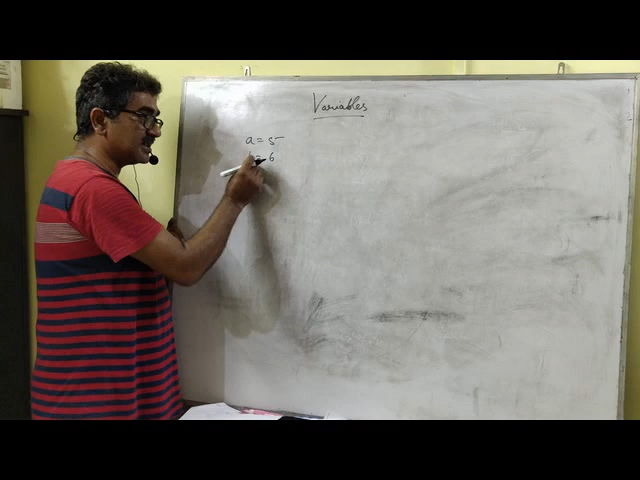 Variables
a = 5
= 6